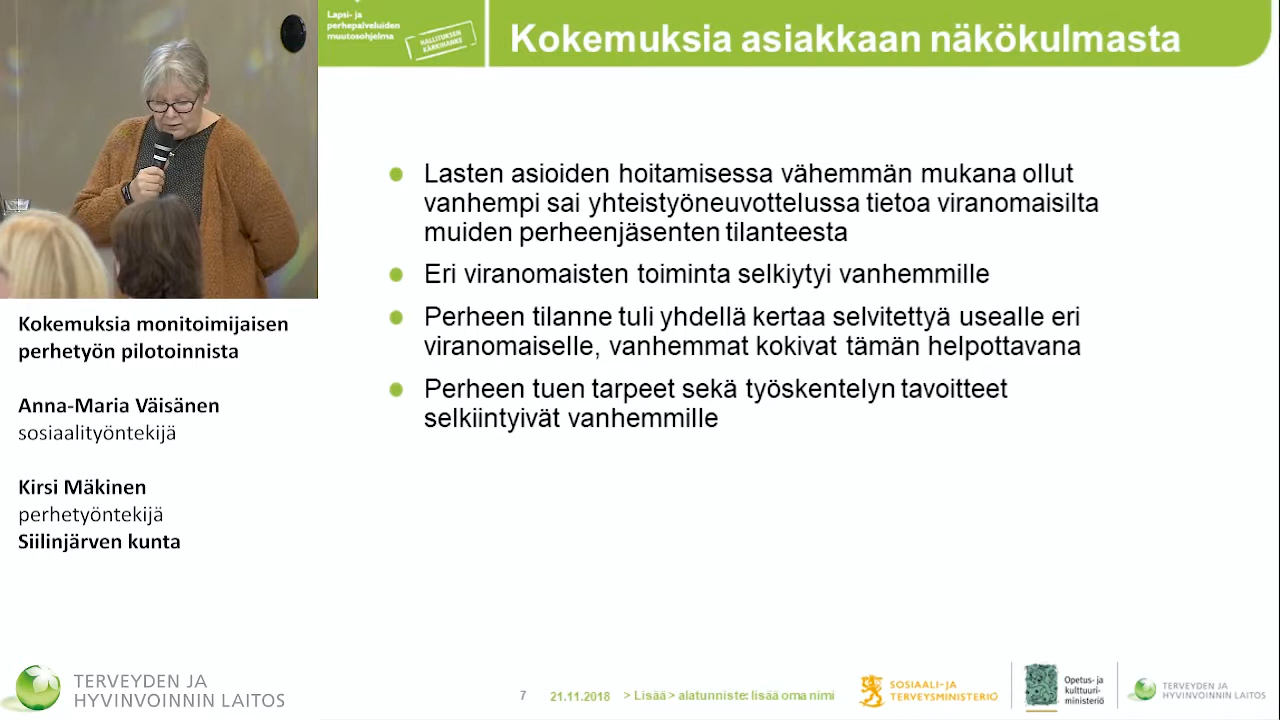 Lapsi- ja
perhepalveluiden
muutosohjelma
HALLITUKSEN
KÄRKIHANKE
Kokemuksia asiakkaan näkökulmasta
Lasten asioiden hoitamisessa vähemmän mukana ollut
vanhempi sai yhteistyöneuvottelussa tietoa viranomaisilta
muiden perheenjäsenten tilanteesta
Eri viranomaisten toiminta selkiytyi vanhemmille
Perheen tilanne tuli yhdellä kertaa selvitettyä usealle eri
viranomaiselle, vanhemmat kokivat tämän helpottavana
Perheen tuen tarpeet sekä työskentelyn tavoitteet
selkiintyivät vanhemmille
Kokemuksia monitoimijaisen
perhetyön pilotoinnista
Anna-Maria Väisänen
sosiaalityöntekijä
Kirsi Mäkinen
perhetyöntekijä
Siilinjärven kunta
TERVEYDEN JA
HYVINVOINNIN LAITOS
7 21.11.2018 > Lisää > alatunniste: lisää oma nimi
SOSIAALI- JA
TERVEYSMINISTERIÖ
Opetus- ja
kulttuuri-
ministeriö
TERVEYDEN JA
HYVINVOINNIN LAITOS